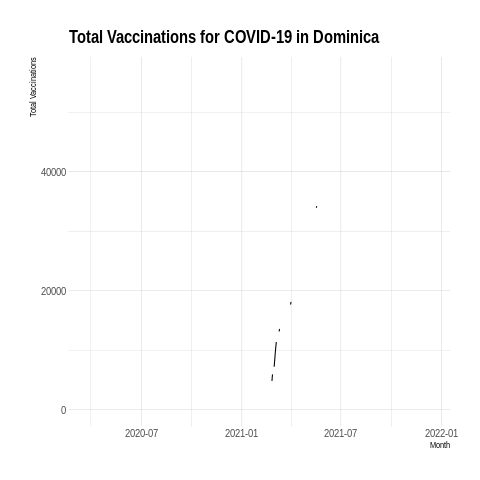 Total Vaccinations for COVID-19 in Dominica
Total Vaccinations
40000
20000
0
2020-07 2021-01 2021-07 2022-01
Month